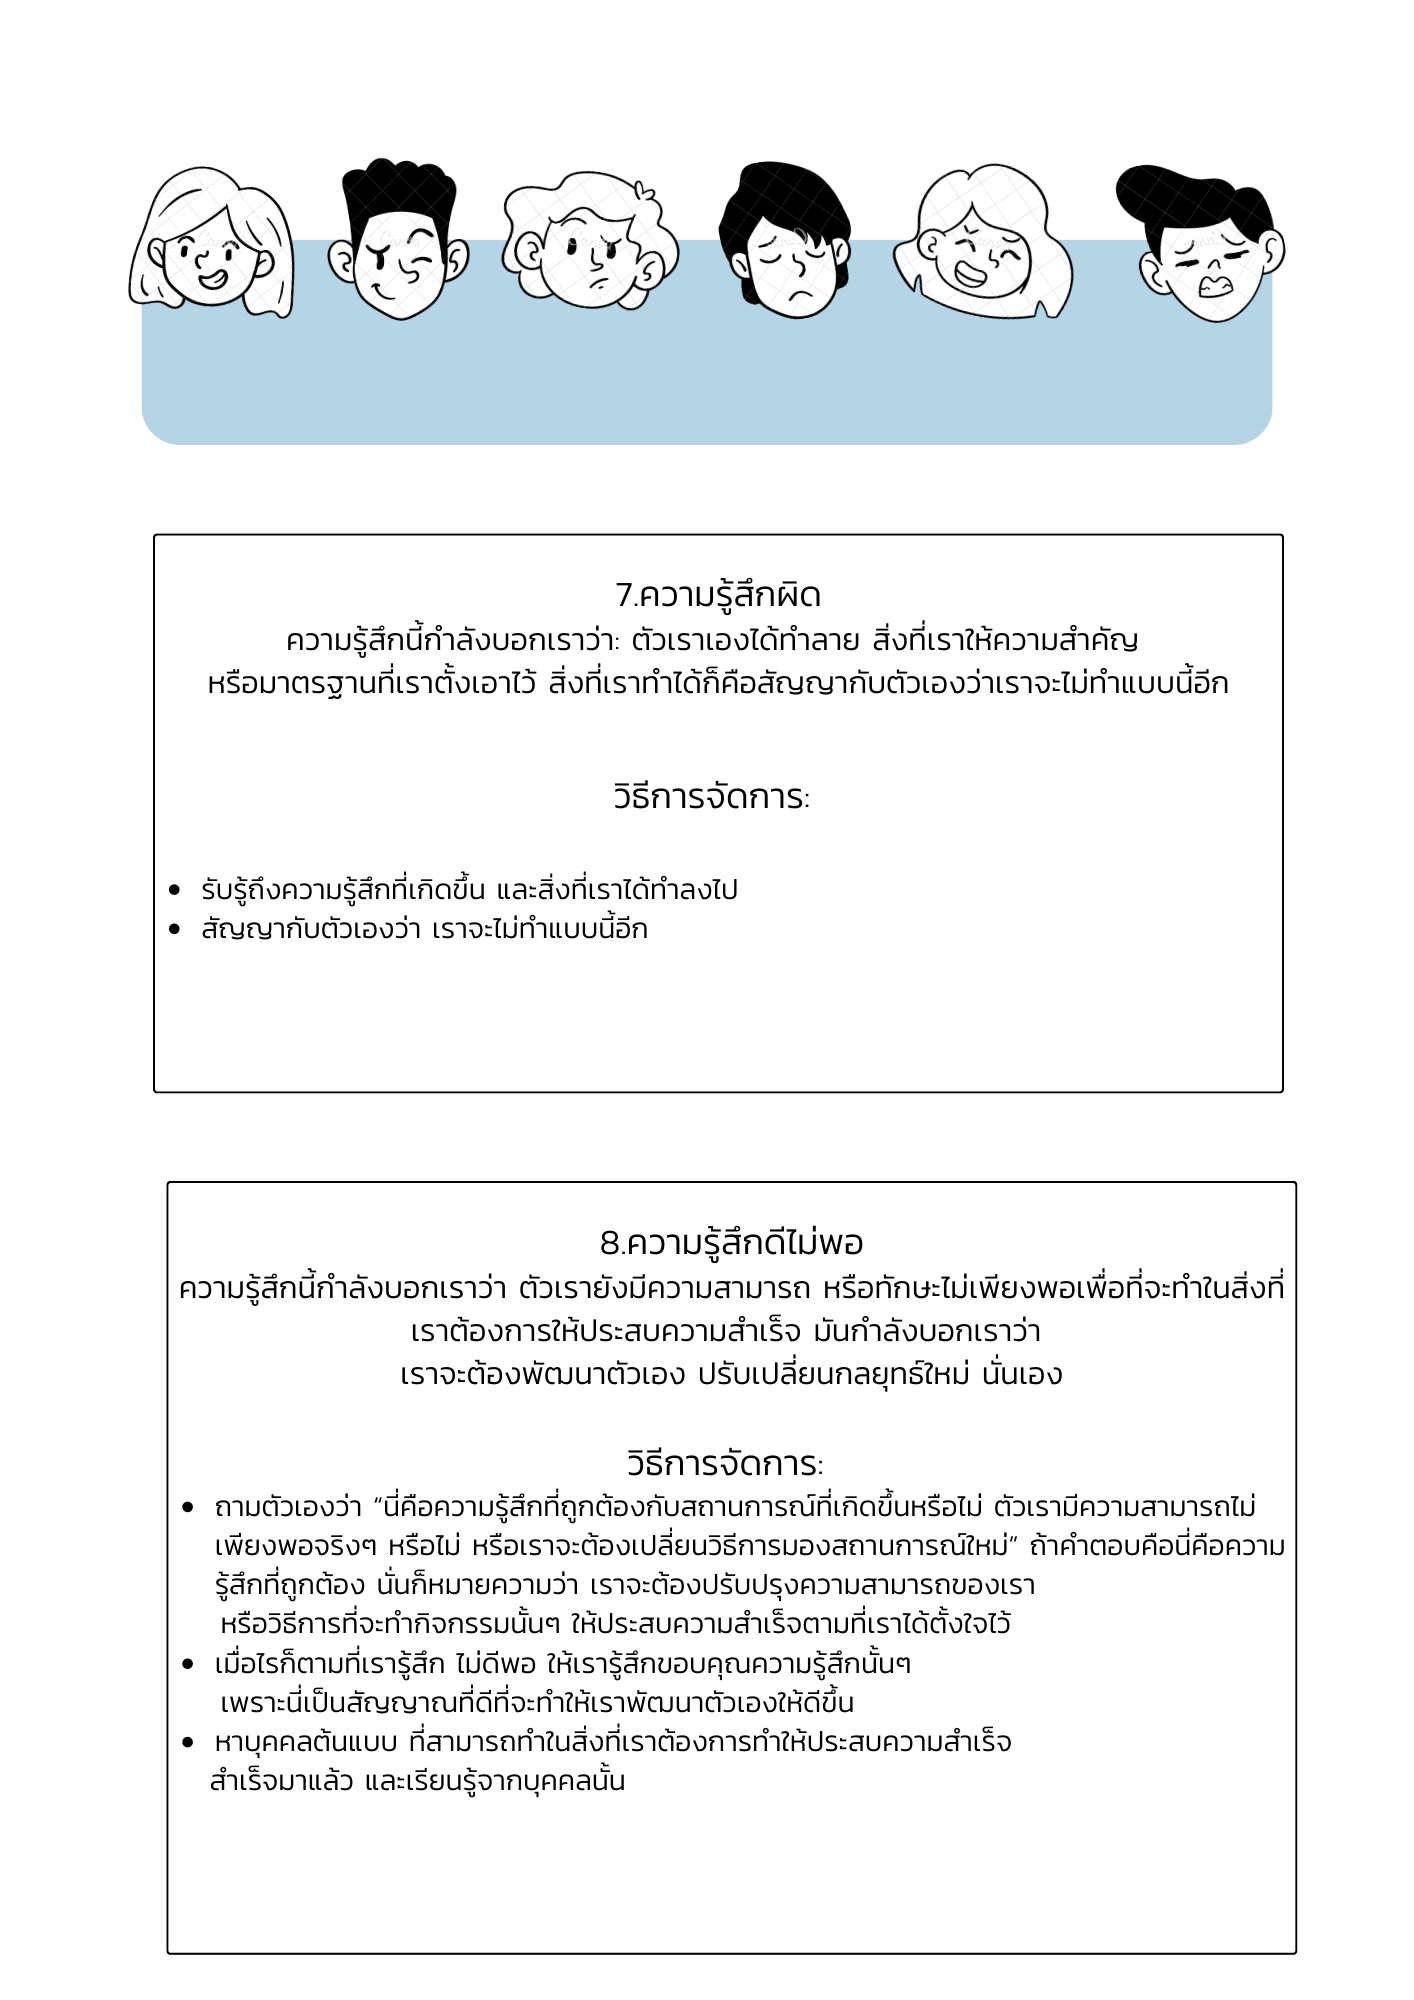 7.ความรู้สึกผิด
ความรู้สึกนี้กำลังบอกเราว่า: ตัวเราเองได้ทำลาย สิ่งที่เราให้ความสำคัญ
หรือมาตรฐานที่เราตั้งเอาไว้ สิ่งที่เราทำได้ก็คือสัญญากับตัวเองว่าเราจะไม่ทำแบบนี้อีก
วิธีการจัดการ:
• รับรู้ถึงความรู้สึกที่เกิดขึ้น และสิ่งที่เราได้ทำลงไป
• สัญญากับตัวเองว่า เราจะไม่ทำแบบนี้อีก
8.ความรู้สึกดีไม่พอ
ความรู้สึกนี้กำลังบอกเราว่า ตัวเรายังมีความสามารถ หรือทักษะไม่เพียงพอเพื่อที่จะทำในสิ่งที่
เราต้องการให้ประสบความสำเร็จ มันกำลังบอกเราว่า
เราจะต้องพัฒนาตัวเอง ปรับเปลี่ยนกลยุทธ์ใหม่ นั่นเอง
วิธีการจัดการ:
• ถามตัวเองว่า “นี่คือความรู้สึกที่ถูกต้องกับสถานการณ์ที่เกิดขึ้นหรือไม่ ตัวเรามีความสามารถไม่
เพียงพอจริงๆ หรือไม่ หรือเราจะต้องเปลี่ยนวิธีการมองสถานการณ์ใหม่” ถ้าคำตอบคือนี่คือความ
รู้สึกที่ถูกต้อง นั่นก็หมายความว่า เราจะต้องปรับปรุงความสามารถของเรา
หรือวิธีการที่จะทำกิจกรรมนั้นๆ ให้ประสบความสำเร็จตามที่เราได้ตั้งใจไว้
• เมื่อไรก็ตามที่เรารู้สึก ไม่ดีพอ ให้เรารู้สึกขอบคุณความรู้สึกนั้นๆ
เพราะนี่เป็นสัญญาณที่ดีที่จะทำให้เราพัฒนาตัวเองให้ดีขึ้น
• หาบุคคลต้นแบบ ที่สามารถทำในสิ่งที่เราต้องการทำให้ประสบความสำเร็จ
สำเร็จมาแล้ว และเรียนรู้จากบุคคลนั้น